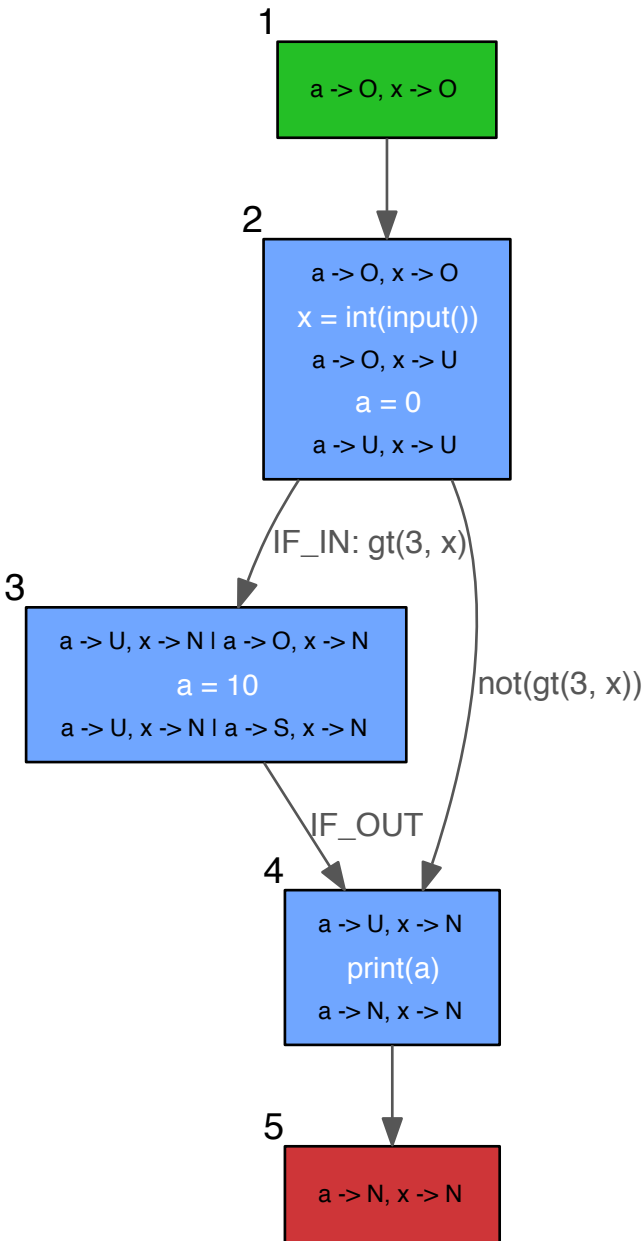 1
a -> O, x -> O
2
a -> O, x -> O
x = int(input())
a -> O, x -> U
a = 0
a -> U, x -> U
IF_IN: gt(3, x)
3
a -> U, x -> N | a -> O, x -> N
a = 10
a -> U, x -> N | a -> S, x -> N
not(gt(3, x))
IF_OUT
4
a -> U, x -> N
print(a)
a -> N, x -> N
5
a -> N, x -> N